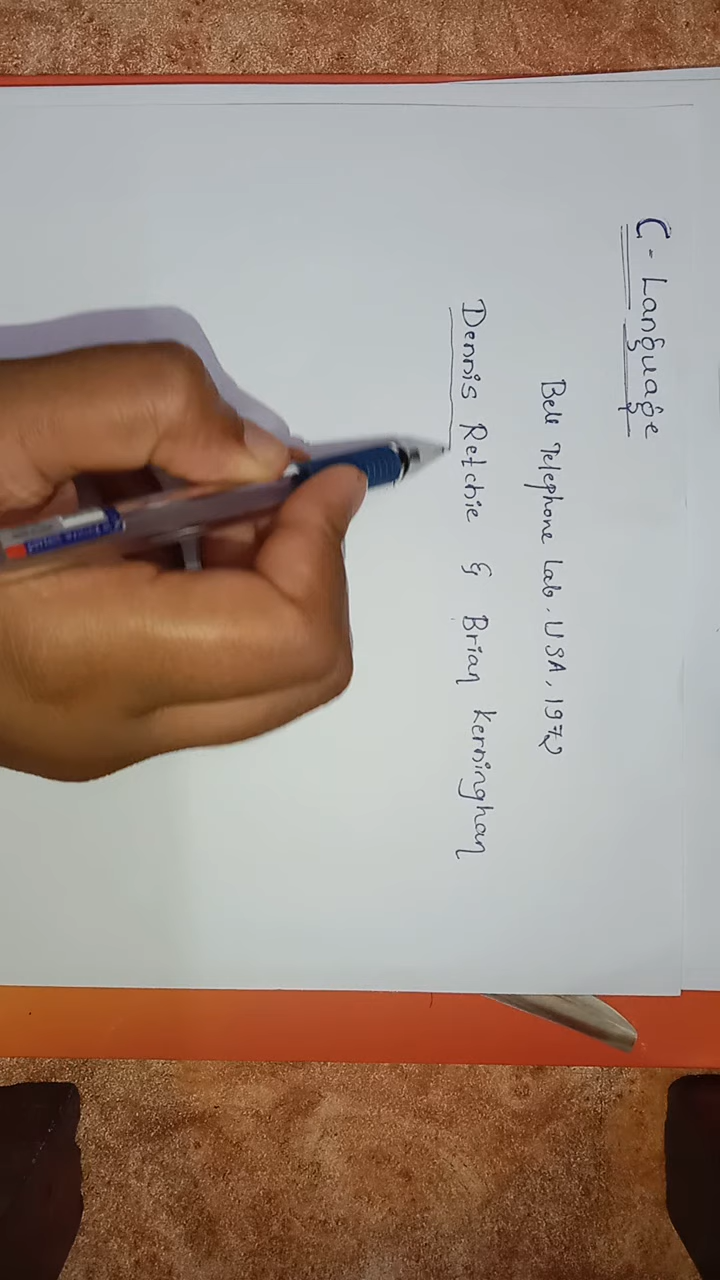 C - Language
Bell Telephone Lab. USA, 1972
Dennis Retchie & Brian Kerninghan